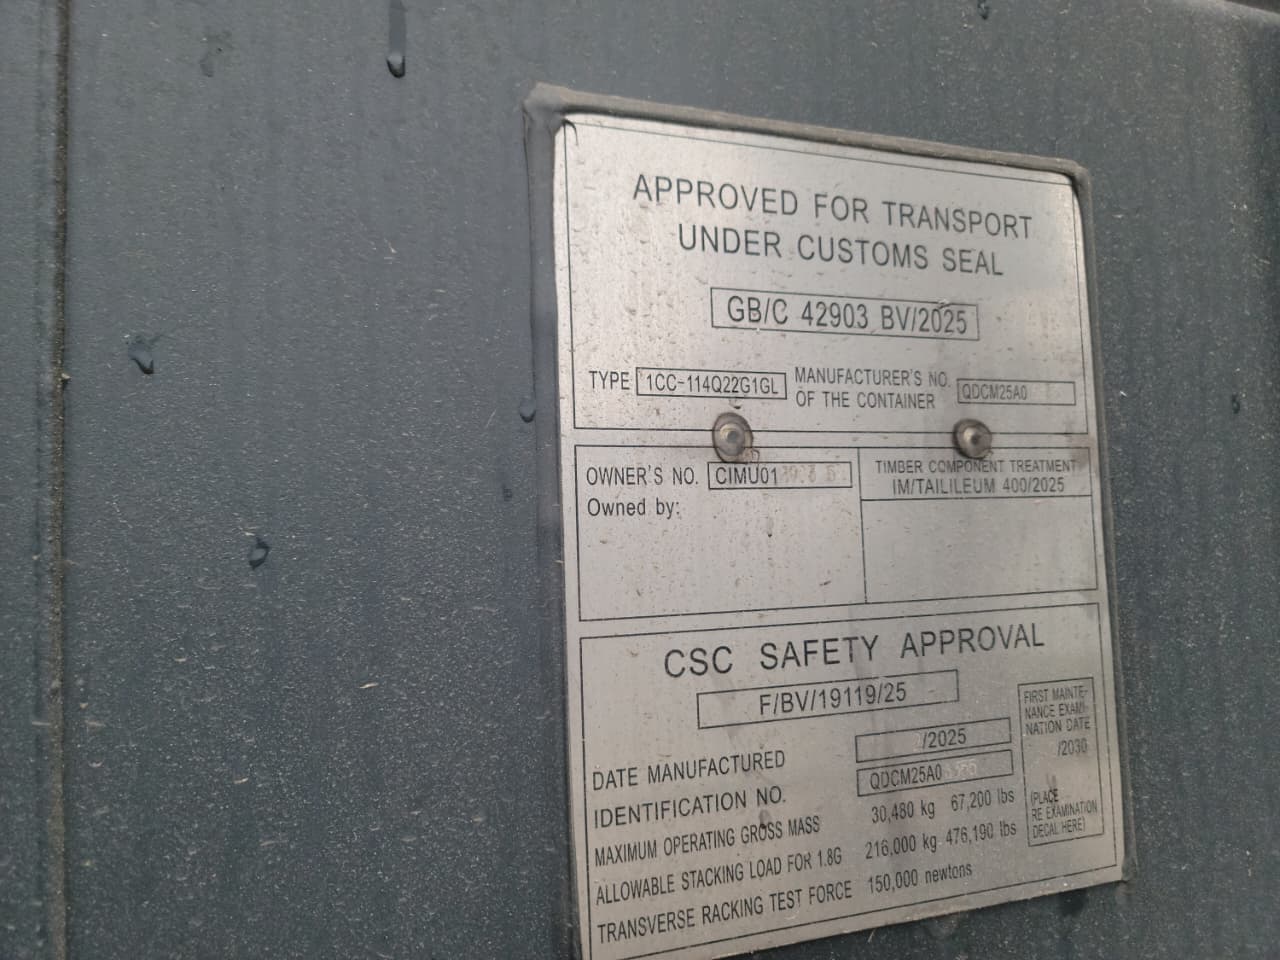 APPROVED FOR TRANSPORT
UNDER CUSTOMS SEAL
GB/C 42903 BV/2025
TYPE 1CC-114Q22G1GL
MANUFACTURER'S NO.
OF THE CONTAINER
QDCM25A0
OWNER'S NO. CIMU01
Owned by:
TIMBER COMPONENT TREATMENT
IM/TAILILEUM 400/2025
CSC SAFETY APPROVAL
F/BV/19119/25
DATE MANUFACTURED /2025
IDENTIFICATION NO. QDCM25A0
MAXIMUM OPERATING GROSS MASS 30,480 kg 67,200 lbs
ALLOWABLE STACKING LOAD FOR 1.8G 216,000 kg 476,190 lbs
TRANSVERSE RACKING TEST FORCE 150,000 newtons
FIRST MAINTE-
NANCE EXAMI-
NATION DATE
/2030
(PLACE
RE EXAMINATION
DECAL HERE)